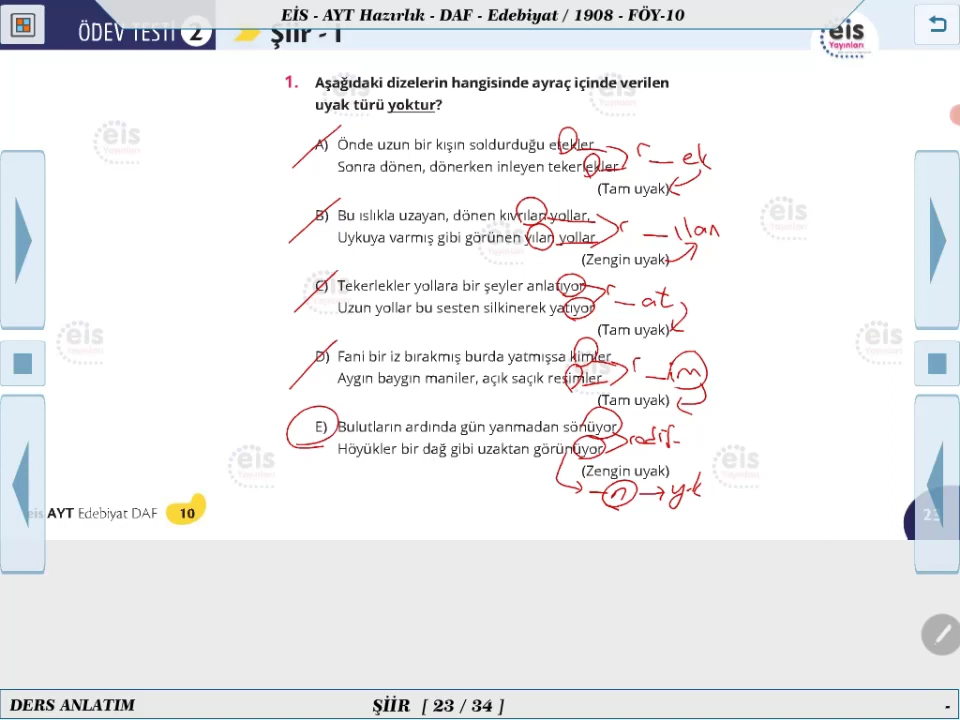 EİS - AYT Hazırlık - DAF - Edebiyat / 1908 - FÖY-10
ÖDEV TESTİ 2 Şiir - I
eis Yayınları
1. Aşağıdaki dizelerin hangisinde ayraç içinde verilen
uyak türü yoktur?
A) Önde uzun bir kışın soldurduğu etekler
Sonra dönen, dönerken inleyen tekerlekler
r - ek
(Tam uyak)
B) Bu ıslıkla uzayan, dönen kıvrılan yollar,
Uykuya varmış gibi görünen yılan yollar
r - ılan
(Zengin uyak)
C) Tekerlekler yollara bir şeyler anlatıyor
Uzun yollar bu sesten silkinerek yatıyor
r - at
(Tam uyak)
D) Fani bir iz bırakmış burda yatmışsa kimler
Aygın baygın maniler, açık saçık resimler
r - im
(Tam uyak)
E) Bulutların ardında gün yanmadan sönüyor
Höyükler bir dağ gibi uzaktan görünüyor
redif
(Zengin uyak)
- n → y.k
eis AYT Edebiyat DAF 10
23
DERS ANLATIM ŞİİR [ 23 / 34 ] -